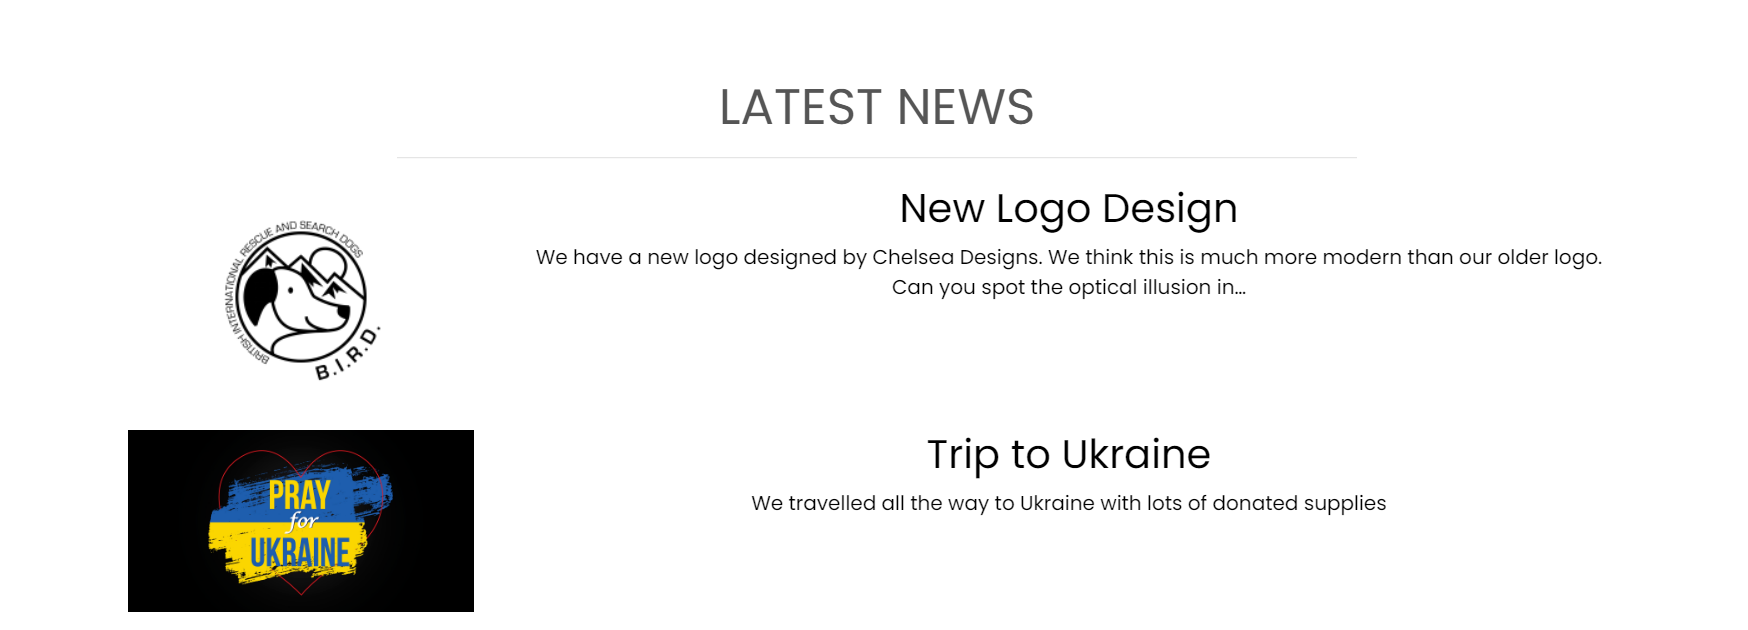 LATEST NEWS
BRITISH INTERNATIONAL RESCUE AND SEARCH DOGS
B.I.R.D.
New Logo Design
We have a new logo designed by Chelsea Designs. We think this is much more modern than our older logo.
Can you spot the optical illusion in...
PRAY
for
UKRAINE
Trip to Ukraine
We travelled all the way to Ukraine with lots of donated supplies